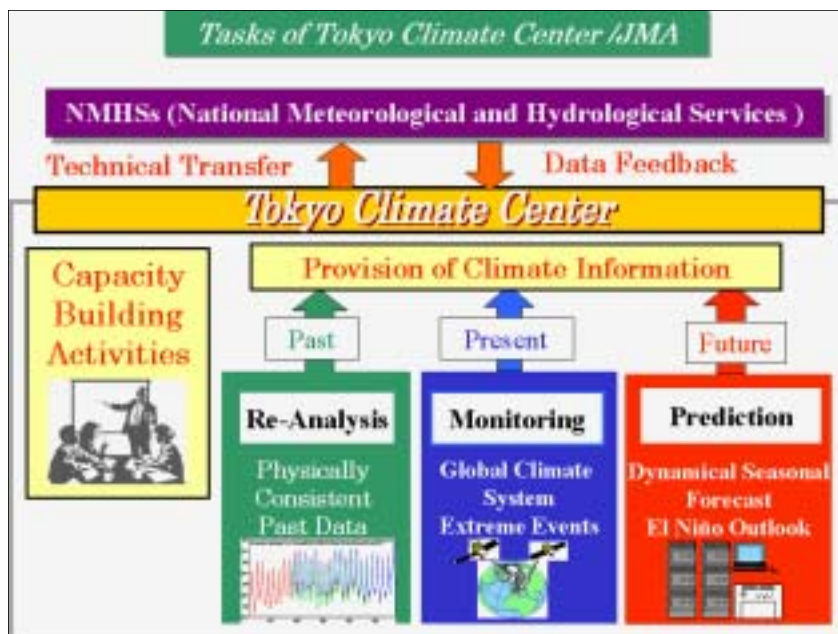 Tasks of Tokyo Climate Center /JMA
NMHSs (National Meteorological and Hydrological Services )
Technical Transfer
Data Feedback
Tokyo Climate Center
Capacity
Building
Activities
Provision of Climate Information
Past
Present
Future
Re-Analysis
Physically
Consistent
Past Data
Monitoring
Global Climate
System
Extreme Events
Prediction
Dynamical Seasonal
Forecast
El Niño Outlook